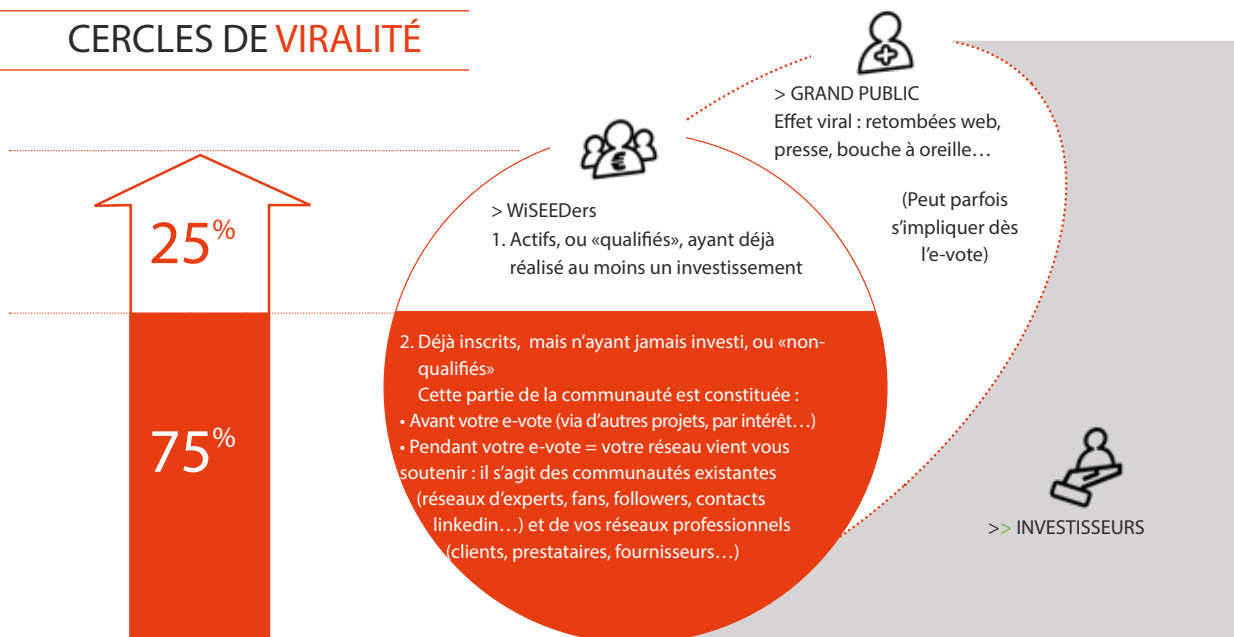 CERCLES DE VIRALITÉ
> GRAND PUBLIC
Effet viral : retombées web,
presse, bouche à oreille…
(Peut parfois
s’impliquer dès
l’e-vote)
25%
€
> WiSEEDers
1. Actifs, ou «qualifiés», ayant déjà
réalisé au moins un investissement
75%
2. Déjà inscrits, mais n’ayant jamais investi, ou «non-
qualifiés»
Cette partie de la communauté est constituée :
• Avant votre e-vote (via d’autres projets, par intérêt…)
• Pendant votre e-vote = votre réseau vient vous
soutenir : il s’agit des communautés existantes
(réseaux d’experts, fans, followers, contacts
linkedin…) et de vos réseaux professionnels
(clients, prestataires, fournisseurs…)
>> INVESTISSEURS